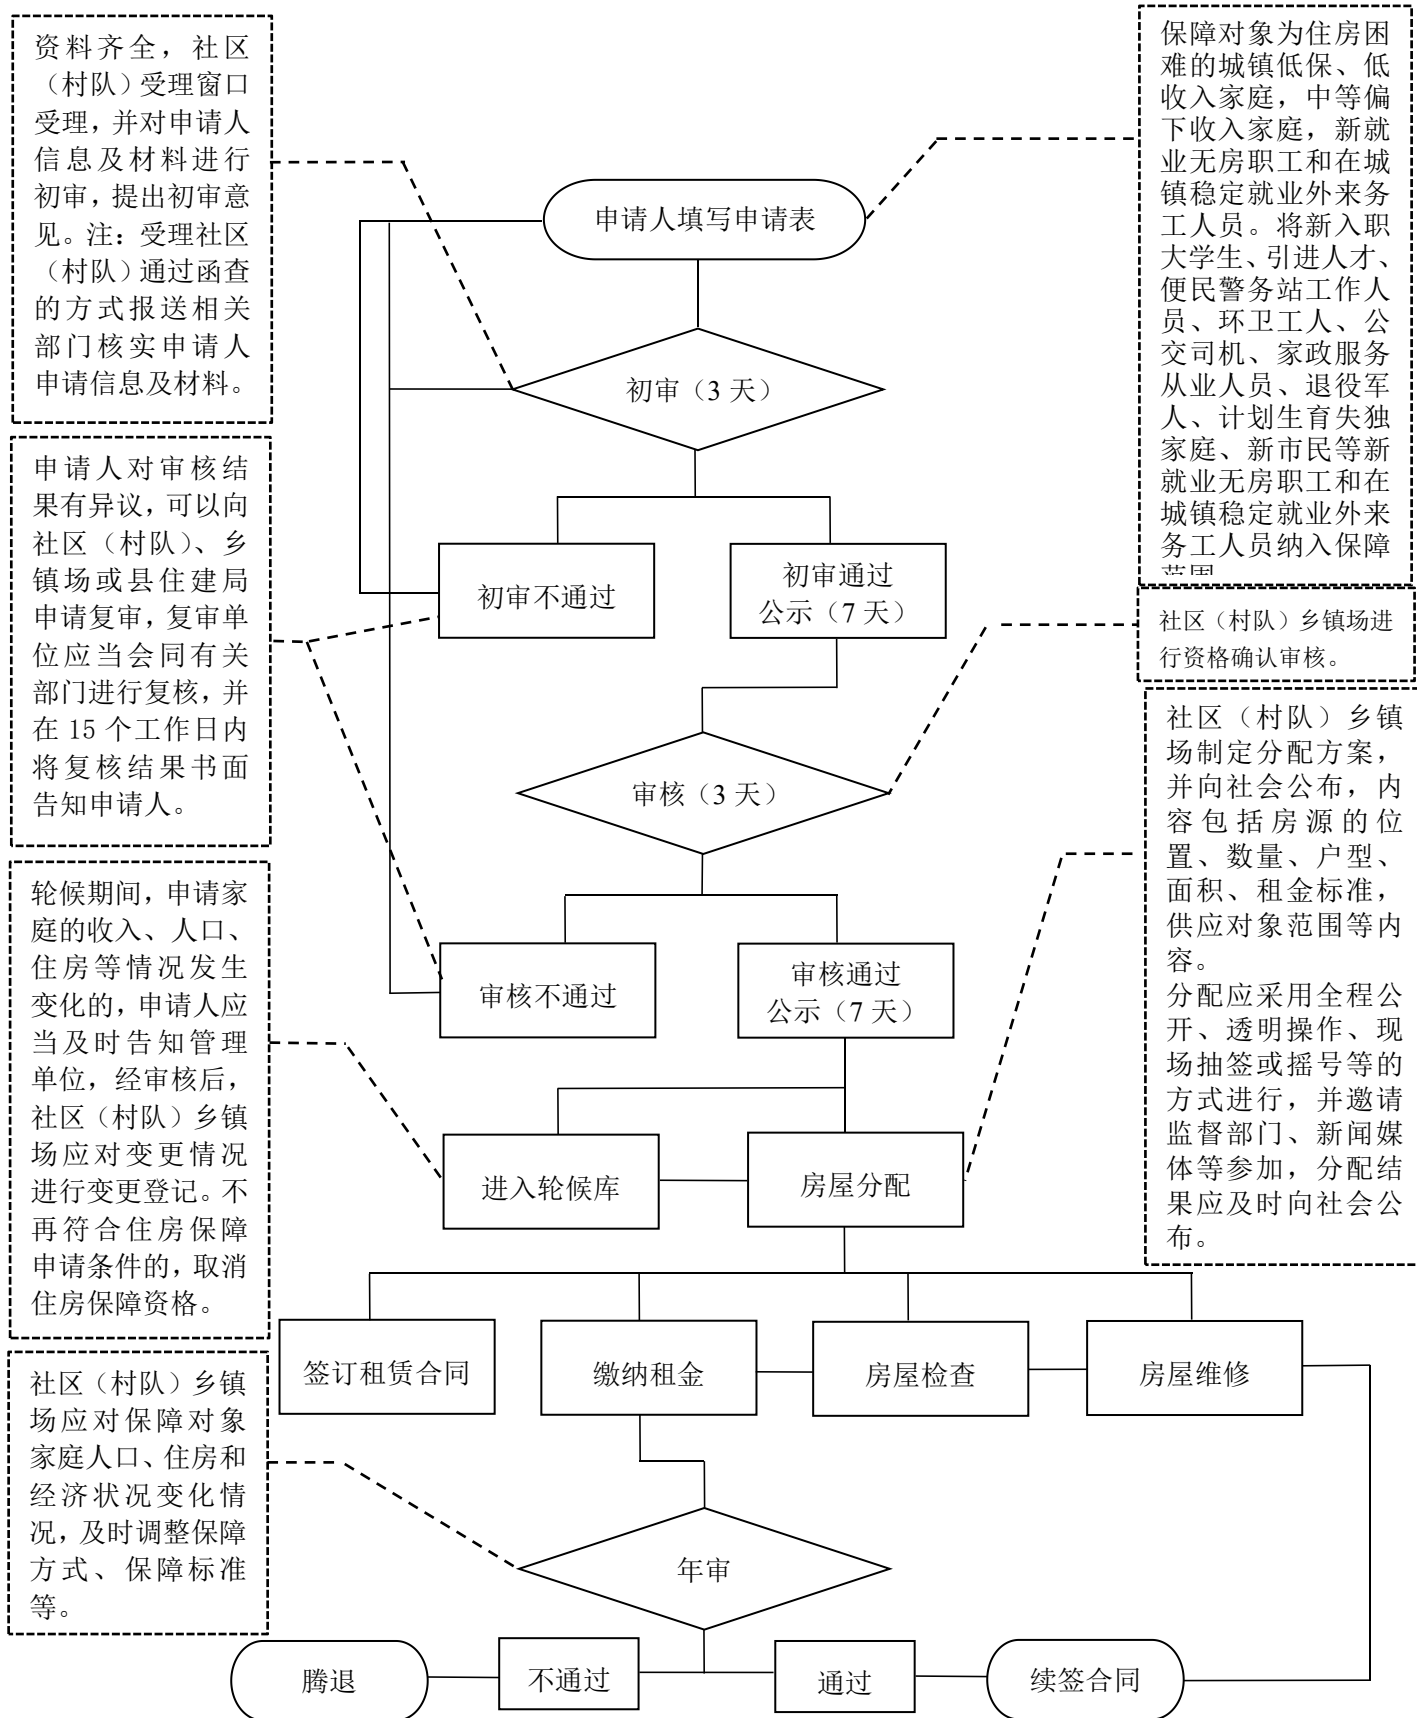 资料齐全，社区
（村队）受理窗口
受理，并对申请人
信息及材料进行
初审，提出初审意
见。注：受理社区
（村队）通过函查
的方式报送相关
部门核实申请人
申请信息及材料。
申请人对审核结
果有异议，可以向
社区（村队）、乡
镇场或县住建局
申请复审，复审单
位应当会同有关
部门进行复核，并
在 15 个工作日内
将复核结果书面
告知申请人。
轮候期间，申请家
庭的收入、人口、
住房等情况发生
变化的，申请人应
当及时告知管理
单位，经审核后，
社区（村队）乡镇
场应对变更情况
进行变更登记。不
再符合住房保障
申请条件的，取消
住房保障资格。
社区（村队）乡镇
场应对保障对象
家庭人口、住房和
经济状况变化情
况，及时调整保障
方式、保障标准
等。
申请人填写申请表
初审（3 天）
初审不通过
初审通过
公示（7 天）
审核（3 天）
审核不通过
审核通过
公示（7 天）
进入轮候库
房屋分配
签订租赁合同
缴纳租金
房屋检查
房屋维修
年审
腾退
不通过
通过
续签合同
保障对象为住房困
难的城镇低保、低
收入家庭，中等偏
下收入家庭，新就
业无房职工和在城
镇稳定就业外来务
工人员。将新入职
大学生、引进人才、
便民警务站工作人
员、环卫工人、公
交司机、家政服务
从业人员、退役军
人、计划生育失独
家庭、新市民等新
就业无房职工和在
城镇稳定就业外来
务工人员纳入保障
社区（村队）乡镇场进
行资格确认审核。
社区（村队）乡镇
场制定分配方案，
并向社会公布，内
容包括房源的位
置、数量、户型、
面积、租金标准，
供应对象范围等内
容。
分配应采用全程公
开、透明操作、现
场抽签或摇号等的
方式进行，并邀请
监督部门、新闻媒
体等参加，分配结
果应及时向社会公
布。